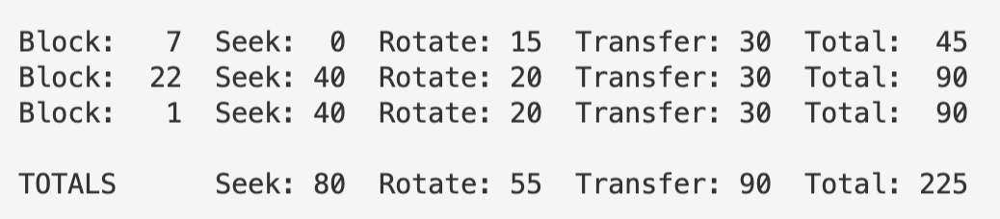 Block:   7  Seek:  0  Rotate: 15  Transfer: 30  Total:  45
Block:  22  Seek: 40  Rotate: 20  Transfer: 30  Total:  90
Block:   1  Seek: 40  Rotate: 20  Transfer: 30  Total:  90
TOTALS      Seek: 80  Rotate: 55  Transfer: 90  Total: 225